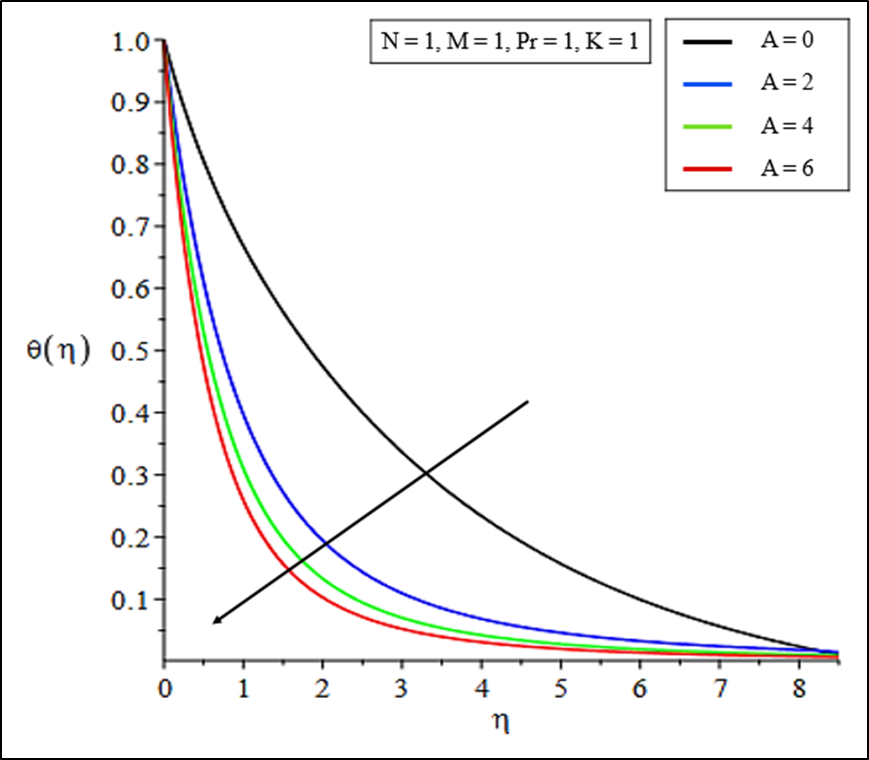 N = 1, M = 1, Pr = 1, K = 1
A = 0
A = 2
A = 4
A = 6
1.0
0.9
0.8
0.7
0.6
0.5
0.4
0.3
0.2
0.1
θ(η)
0 1 2 3 4 5 6 7 8
η